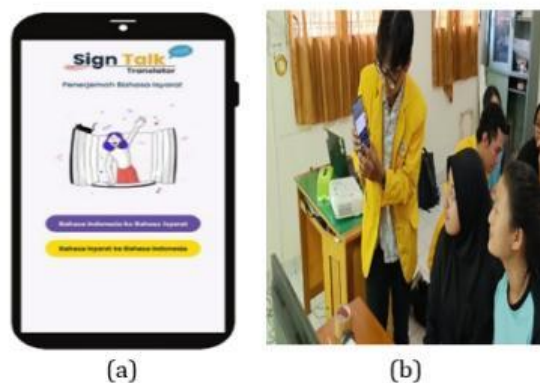 Sign Talk
Translator
Penerjemah Bahasa Isyarat
Bahasa Indonesia ke Bahasa Isyarat
Bahasa Isyarat ke Bahasa Indonesia
(a)
(b)